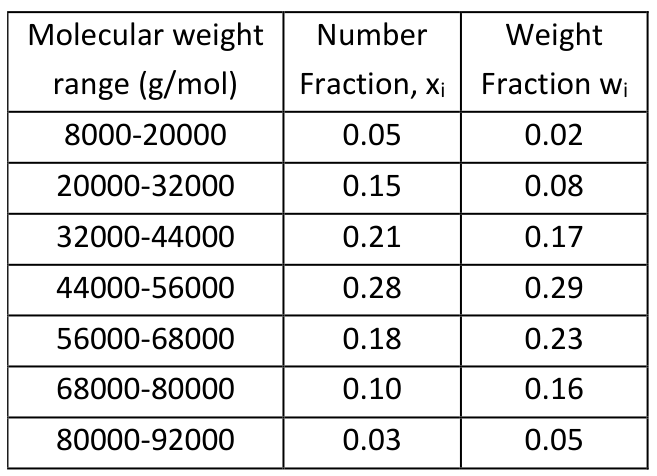 Molecular weight range (g/mol) Number Fraction, xi Weight Fraction wi
8000-20000 0.05 0.02
20000-32000 0.15 0.08
32000-44000 0.21 0.17
44000-56000 0.28 0.29
56000-68000 0.18 0.23
68000-80000 0.10 0.16
80000-92000 0.03 0.05